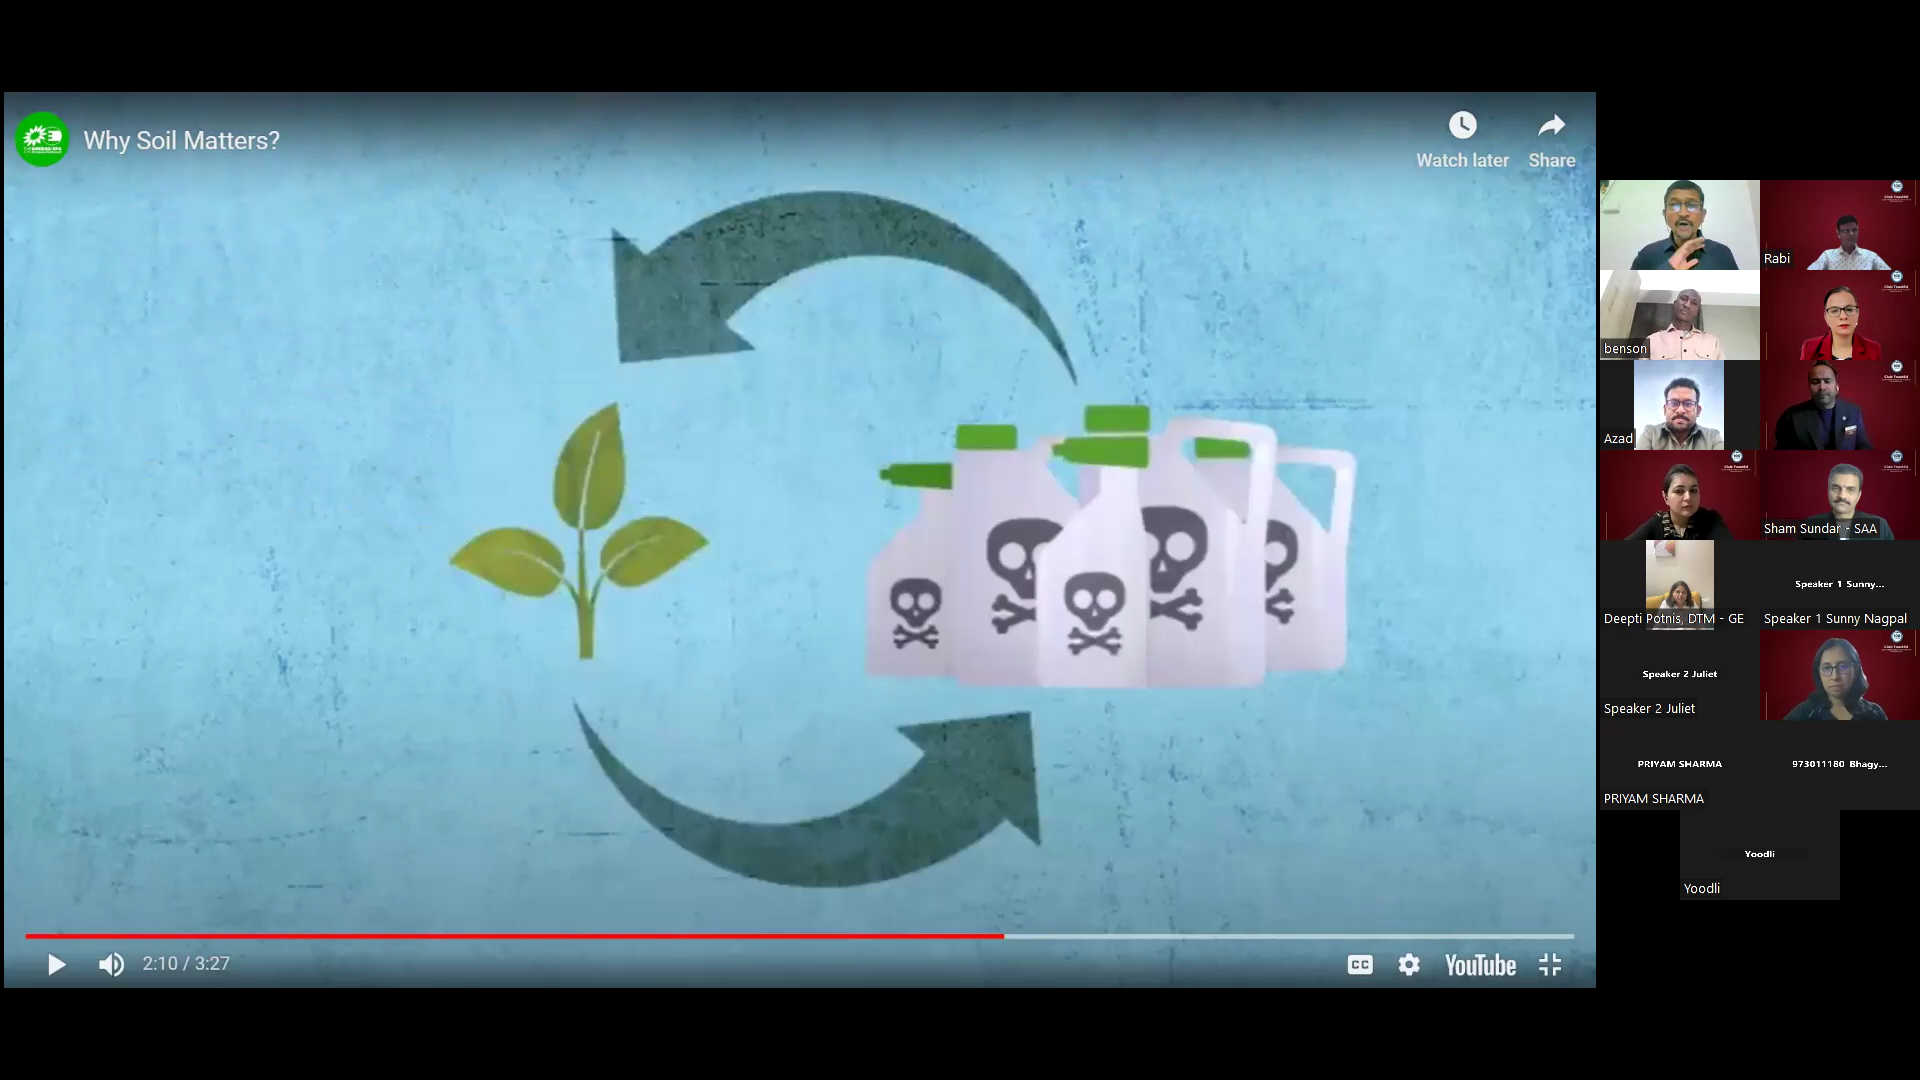 Why Soil Matters?
Watch later
Share
2:10 / 3:27
CC
YouTube
Rabi
benson
Azad
Sham Sundar - SAA
Deepti Potnis, DTM - GE
Speaker 1 Sunny...
Speaker 1 Sunny Nagpal
Speaker 2 Juliet
Speaker 2 Juliet
PRIYAM SHARMA
PRIYAM SHARMA
973011180 Bhagy...
Yoodli
Yoodli